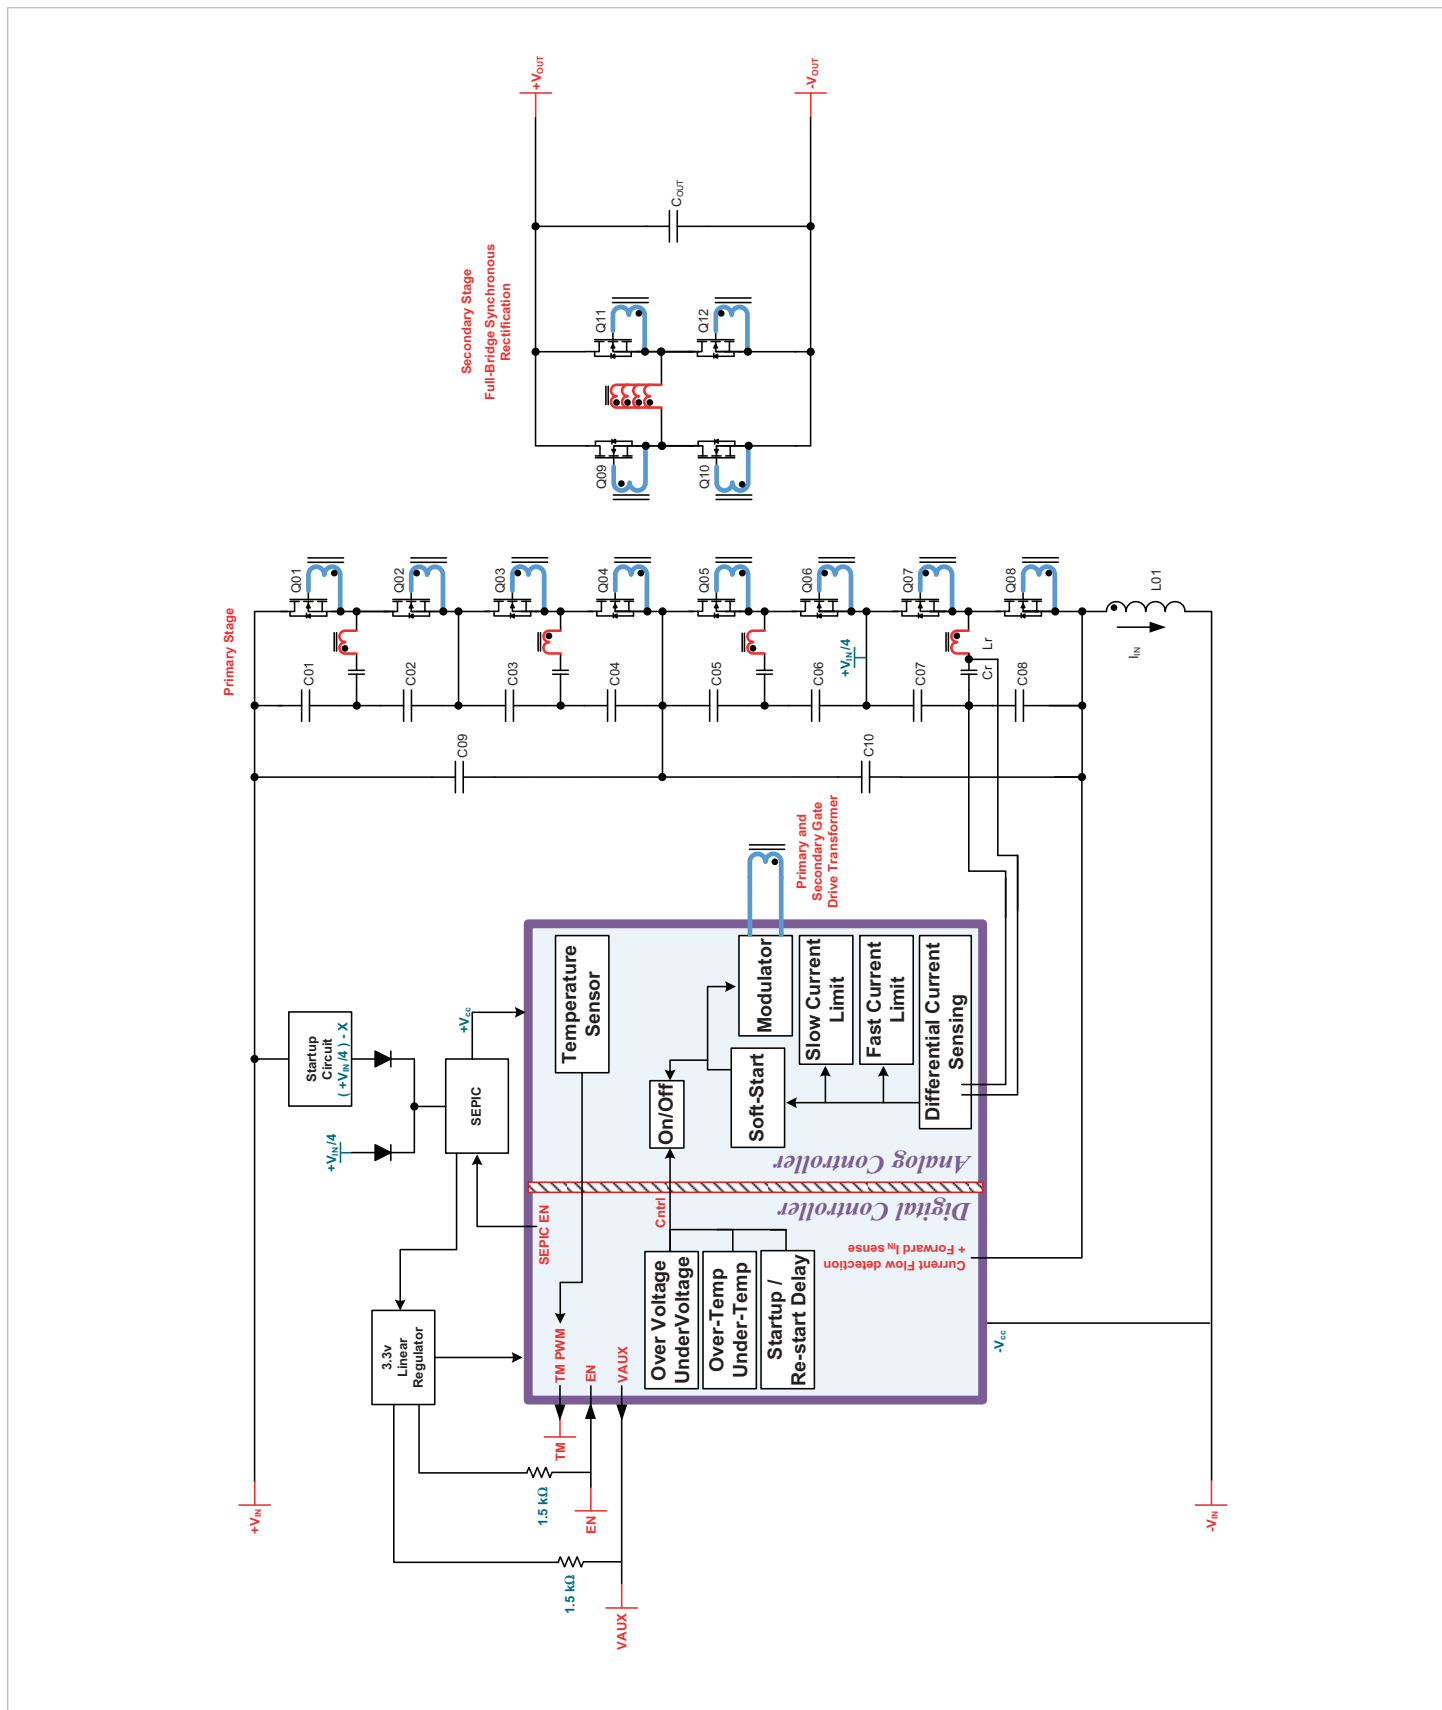 +VIN
-VIN
VAUX
EN
TM
1.5 kΩ
1.5 kΩ
3.3v
Linear
Regulator
+VIN/4
Startup
Circuit
( +VIN/4 ) - X
SEPIC
+Vcc
-Vcc
SEPIC EN
TM PWM
EN
VAUX
Cntrl
Over Voltage
UnderVoltage
Over-Temp
Under-Temp
Startup /
Re-start Delay
Current Flow detection
+ Forward IIN sense
Digital Controller
Analog Controller
Temperature
Sensor
On/Off
Soft-Start
Modulator
Slow Current
Limit
Fast Current
Limit
Differential Current
Sensing
Primary and
Secondary Gate
Drive Transformer
Primary Stage
C09
C10
C01
C02
C03
C04
C05
C06
C07
C08
+VIN/4
Cr
Lr
Q01
Q02
Q03
Q04
Q05
Q06
Q07
Q08
IIN
L01
Secondary Stage
Full-Bridge Synchronous
Rectification
Q09
Q10
Q11
Q12
COUT
+VOUT
-VOUT